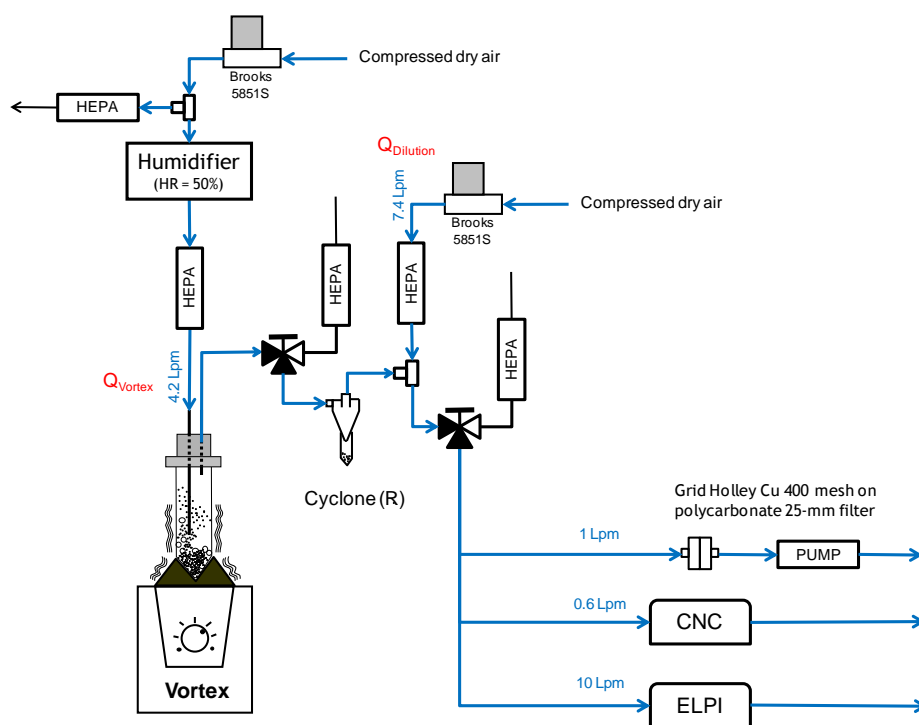 Compressed dry air
Brooks
5851S
HEPA
Humidifier
(HR = 50%)
QDilution
7.4 Lpm
Compressed dry air
Brooks
5851S
HEPA
HEPA
HEPA
HEPA
QVortex
4.2 Lpm
Cyclone (R)
Grid Holley Cu 400 mesh on
polycarbonate 25-mm filter
1 Lpm
PUMP
0.6 Lpm
CNC
10 Lpm
ELPI
Vortex